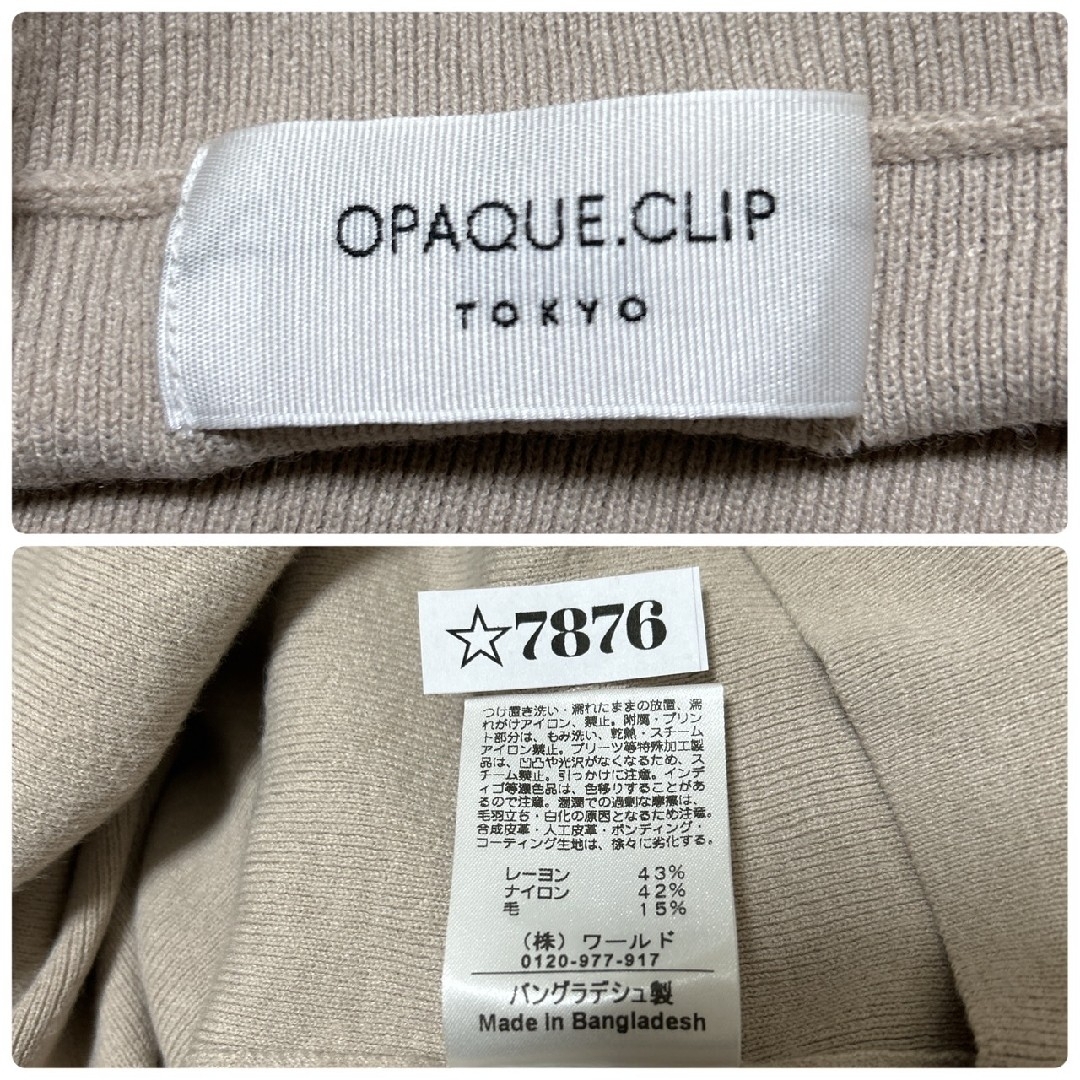 OPAQUE.CLIP
TOKYO
☆7876
つけ置き洗い・濡れたままの放置、濡
れがけアイロン、禁止。附属・プリン
ト部分は、もみ洗い、乾熱・スチーム
アイロン禁止。プリーツ等特殊加工製
品は、凹凸や光沢がなくなるため、ス
チーム禁止。引っかけに注意。インデ
ィゴ等濃色品は、色移りすることがあ
るので注意。湿潤での過剰な摩擦は、
毛羽立ち・白化の原因となるため注意。
合成皮革・人工皮革・ボンディング・
コーティング生地は、徐々に劣化する。
レーヨン 43%
ナイロン 42%
毛 15%
（株）ワールド
0120-977-917
バングラデシュ製
Made in Bangladesh